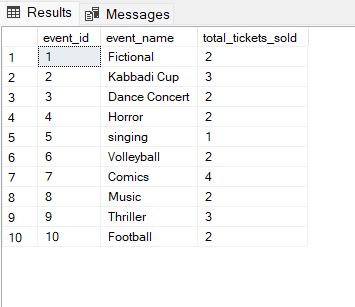 Results Messages
event_id event_name total_tickets_sold
1 1 Fictional 2
2 2 Kabbadi Cup 3
3 3 Dance Concert 2
4 4 Horror 2
5 5 singing 1
6 6 Volleyball 2
7 7 Comics 4
8 8 Music 2
9 9 Thriller 3
10 10 Football 2